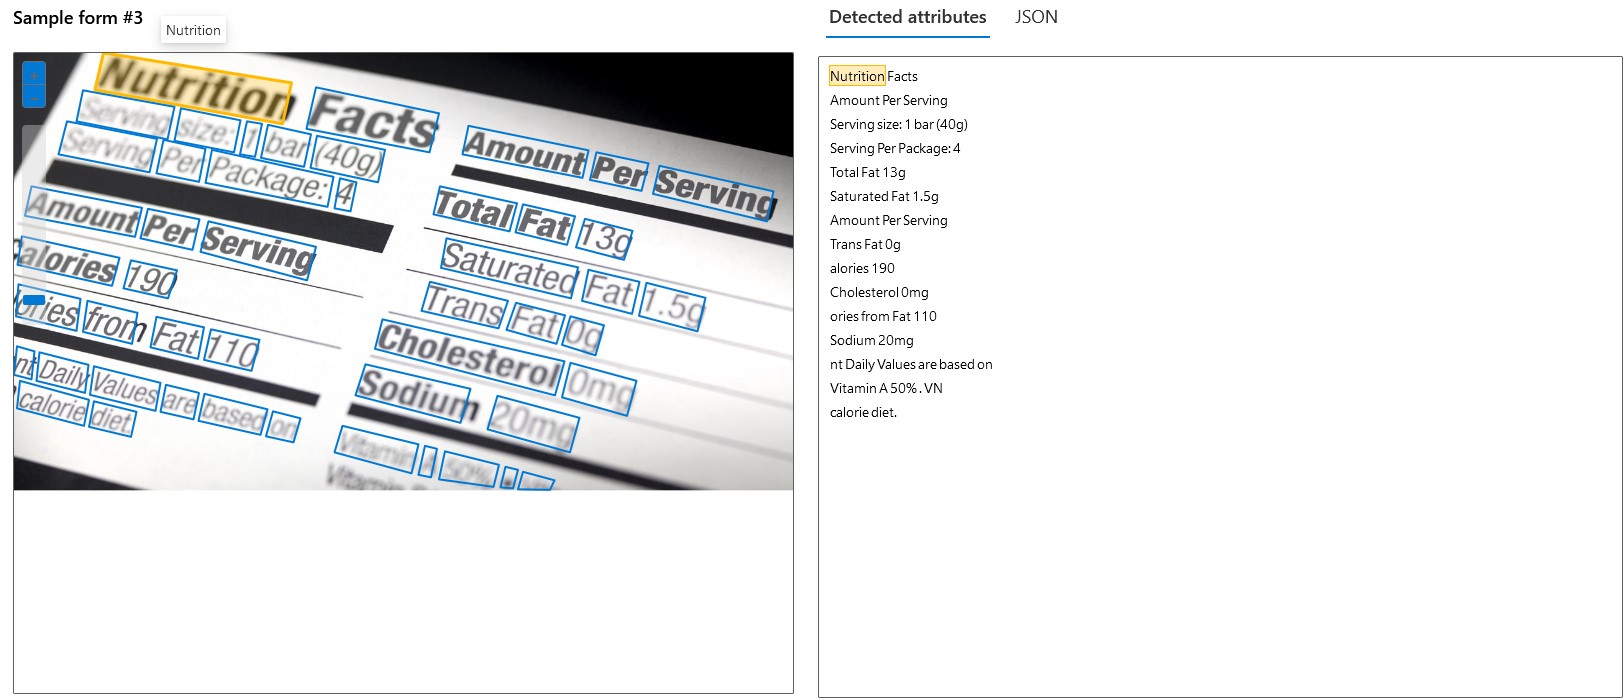 Sample form #3
Nutrition
Nutrition Facts
Serving size: 1 bar (40g)
Serving Per Package: 4
Amount Per Serving
alories 190
ories from Fat 110
nt Daily Values are based on
calorie diet.
Amount Per Serving
Total Fat 13g
Saturated Fat 1.5g
Trans Fat 0g
Cholesterol 0mg
Sodium 20mg
Vitamin A 50% •
Vitamin
Detected attributes JSON
Nutrition Facts
Amount Per Serving
Serving size: 1 bar (40g)
Serving Per Package: 4
Total Fat 13g
Saturated Fat 1.5g
Amount Per Serving
Trans Fat 0g
alories 190
Cholesterol 0mg
ories from Fat 110
Sodium 20mg
nt Daily Values are based on
Vitamin A 50% . VN
calorie diet.